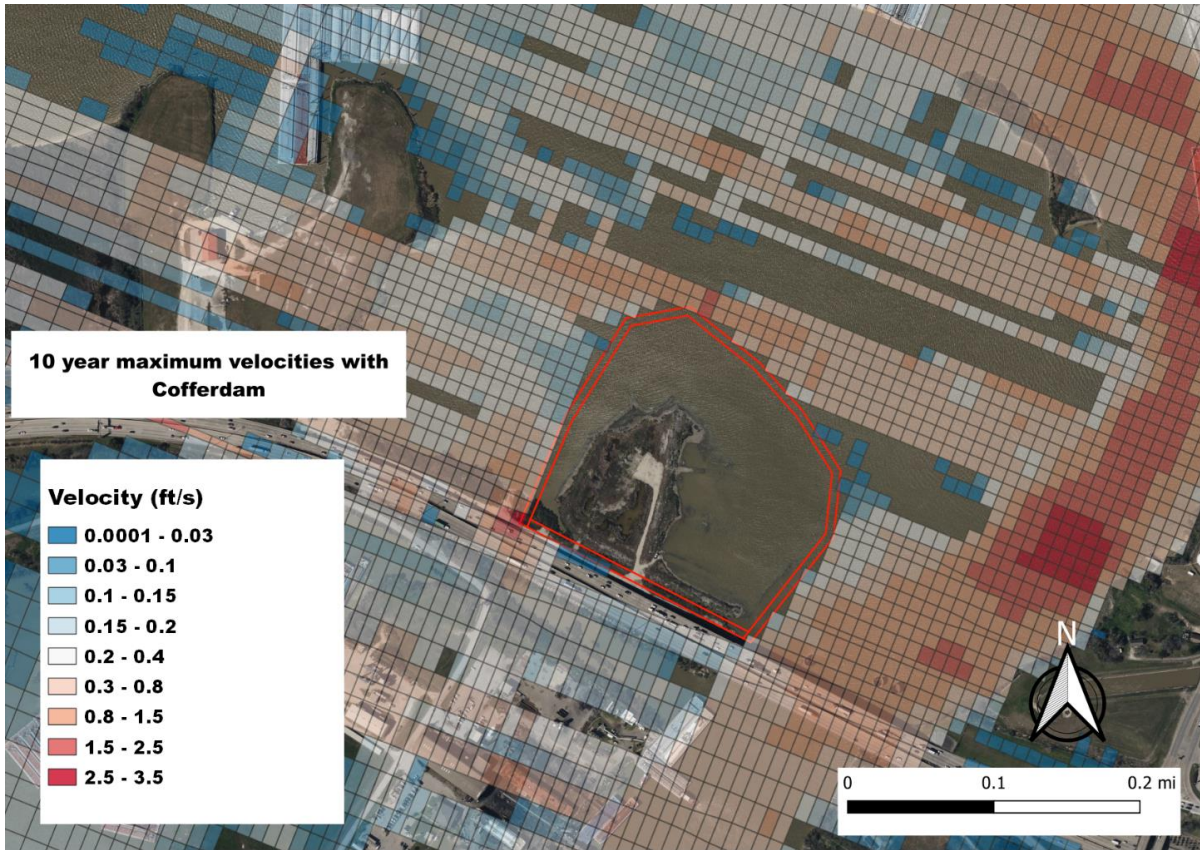 10 year maximum velocities with
Cofferdam
Velocity (ft/s)
0.0001 - 0.03
0.03 - 0.1
0.1 - 0.15
0.15 - 0.2
0.2 - 0.4
0.3 - 0.8
0.8 - 1.5
1.5 - 2.5
2.5 - 3.5
N
0 0.1 0.2 mi